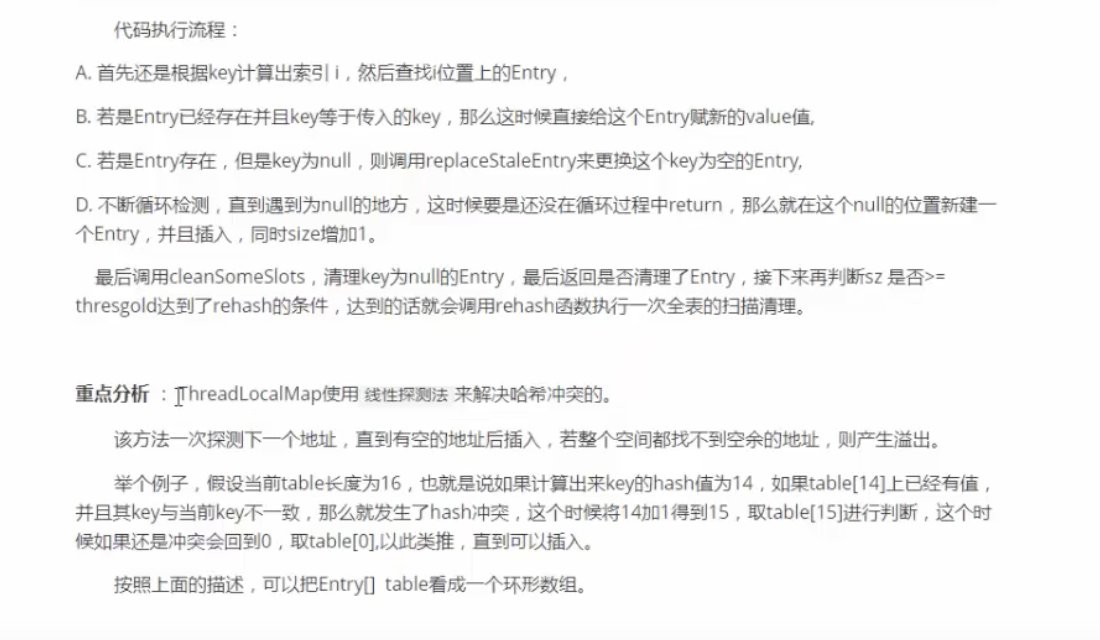 代码执行流程：
A. 首先还是根据key计算出索引 i，然后查找i位置上的Entry，
B. 若是Entry已经存在并且key等于传入的key，那么这时候直接给这个Entry赋新的value值,
C. 若是Entry存在，但是key为null，则调用replaceStaleEntry来更换这个key为空的Entry,
D. 不断循环检测，直到遇到为null的地方，这时候要是还没在循环过程中return，那么就在这个null的位置新建一
个Entry，并且插入，同时size增加1。
最后调用cleanSomeSlots，清理key为null的Entry，最后返回是否清理了Entry，接下来再判断sz 是否>=
thresgold达到了rehash的条件，达到的话就会调用rehash函数执行一次全表的扫描清理。
重点分析 ：ThreadLocalMap使用 线性探测法 来解决哈希冲突的。
该方法一次探测下一个地址，直到有空的地址后插入，若整个空间都找不到空余的地址，则产生溢出。
举个例子，假设当前table长度为16，也就是说如果计算出来key的hash值为14，如果table[14]上已经有值，
并且其key与当前key不一致，那么就发生了hash冲突，这个时候将14加1得到15，取table[15]进行判断，这个时
候如果还是冲突会回到0，取table[0],以此类推，直到可以插入。
按照上面的描述，可以把Entry[] table看成一个环形数组。